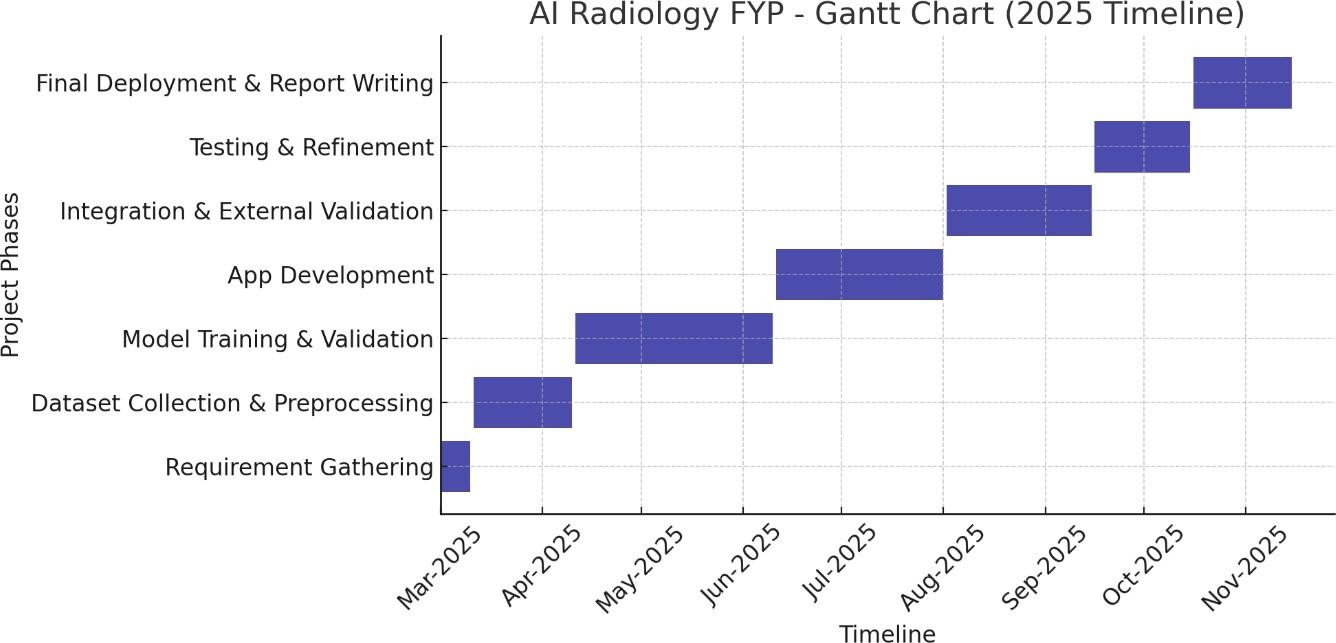 AI Radiology FYP - Gantt Chart (2025 Timeline)
Project Phases
Final Deployment & Report Writing
Testing & Refinement
Integration & External Validation
App Development
Model Training & Validation
Dataset Collection & Preprocessing
Requirement Gathering
Mar-2025
Apr-2025
May-2025
Jun-2025
Jul-2025
Aug-2025
Sep-2025
Oct-2025
Nov-2025
Timeline